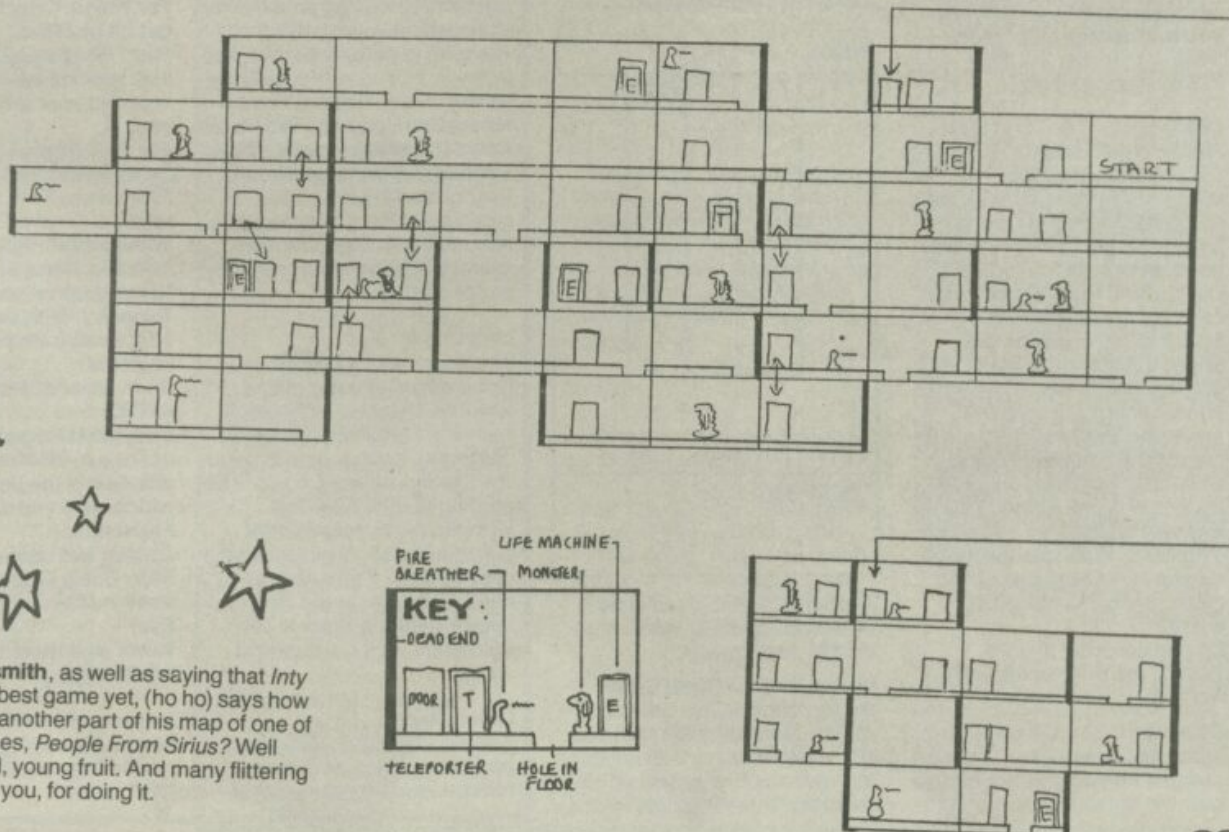 E
E
START
T
E
E
LIFE MACHINE
FIRE
BREATHER
MONSTER
KEY:
DEAD END
DOOR
T
E
TELEPORTER
HOLE IN
FLOOR
E
smith, as well as saying that Inty
best game yet, (ho ho) says how
another part of his map of one of
es, People From Sirius? Well
, young fruit. And many flittering
you, for doing it.